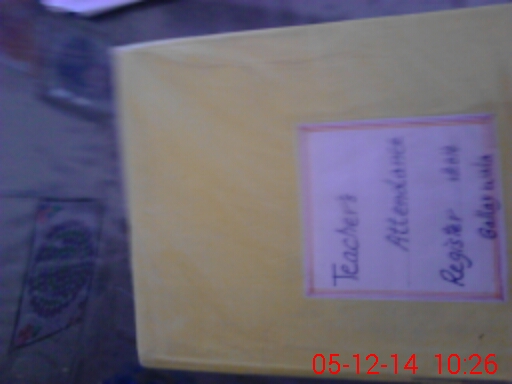 Teachers
Attendance
Register
05-12-14 10:26